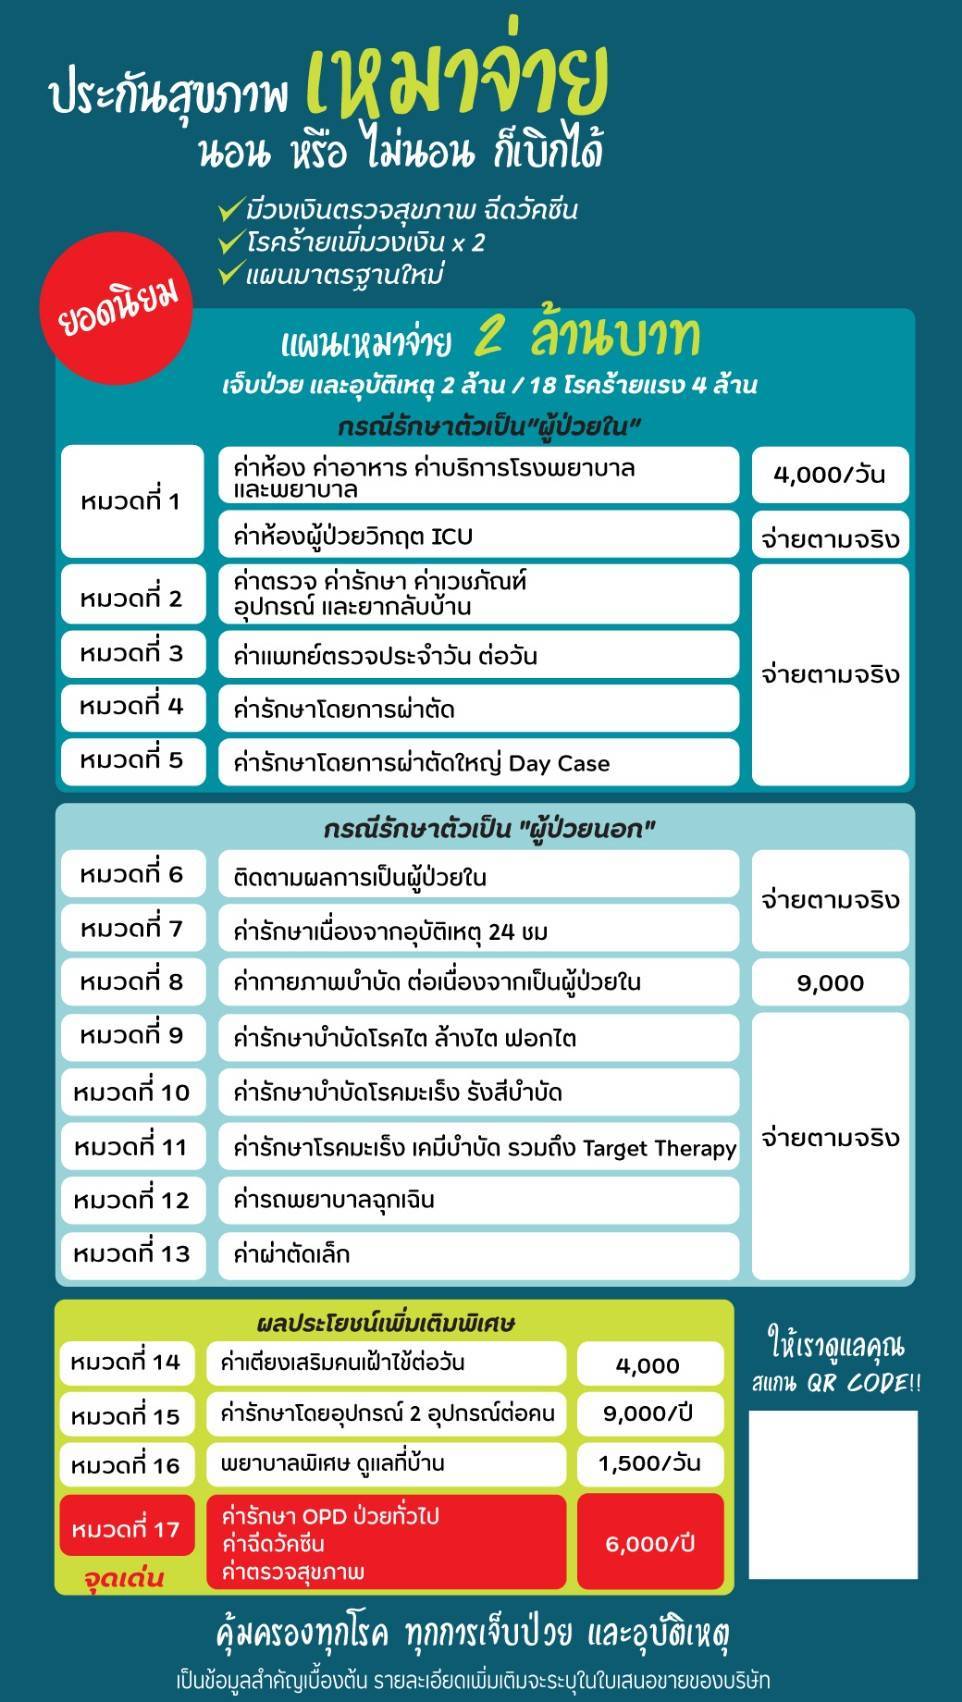 ประกันสุขภาพ เหมาจ่าย
นอน หรือ ไม่นอน ก็เบิกได้
มีวงเงินตรวจสุขภาพ ฉีดวัคซีน
โรคร้ายเพิ่มวงเงิน x 2
แผนมาตรฐานใหม่
ยอดนิยม
แผนเหมาจ่าย 2 ล้านบาท
เจ็บป่วย และอุบัติเหตุ 2 ล้าน / 18 โรคร้ายแรง 4 ล้าน
กรณีรักษาตัวเป็น"ผู้ป่วยใน"
หมวดที่ 1
ค่าห้อง ค่าอาหาร ค่าบริการโรงพยาบาล
และพยาบาล
4,000/วัน
ค่าห้องผู้ป่วยวิกฤต ICU
จ่ายตามจริง
หมวดที่ 2
ค่าตรวจ ค่ารักษา ค่าเวชภัณฑ์
อุปกรณ์ และยากลับบ้าน
หมวดที่ 3
ค่าแพทย์ตรวจประจำวัน ต่อวัน
จ่ายตามจริง
หมวดที่ 4
ค่ารักษาโดยการผ่าตัด
หมวดที่ 5
ค่ารักษาโดยการผ่าตัดใหญ่ Day Case
กรณีรักษาตัวเป็น "ผู้ป่วยนอก"
หมวดที่ 6
ติดตามผลการเป็นผู้ป่วยใน
จ่ายตามจริง
หมวดที่ 7
ค่ารักษาเนื่องจากอุบัติเหตุ 24 ชม
หมวดที่ 8
ค่ากายภาพบำบัด ต่อเนื่องจากเป็นผู้ป่วยใน
9,000
หมวดที่ 9
ค่ารักษาบำบัดโรคไต ล้างไต ฟอกไต
หมวดที่ 10
ค่ารักษาบำบัดโรคมะเร็ง รังสีบำบัด
หมวดที่ 11
ค่ารักษาโรคมะเร็ง เคมีบำบัด รวมถึง Target Therapy
จ่ายตามจริง
หมวดที่ 12
ค่ารถพยาบาลฉุกเฉิน
หมวดที่ 13
ค่าผ่าตัดเล็ก
ผลประโยชน์เพิ่มเติมพิเศษ
หมวดที่ 14
ค่าเตียงเสริมคนเฝ้าไข้ต่อวัน
4,000
หมวดที่ 15
ค่ารักษาโดยอุปกรณ์ 2 อุปกรณ์ต่อคน
9,000/ปี
หมวดที่ 16
พยาบาลพิเศษ ดูแลที่บ้าน
1,500/วัน
หมวดที่ 17
จุดเด่น
ค่ารักษา OPD ป่วยทั่วไป
ค่าฉีดวัคซีน
ค่าตรวจสุขภาพ
6,000/ปี
ให้เราดูแลคุณ
สแกน QR CODE!!
คุ้มครองทุกโรค ทุกการเจ็บป่วย และอุบัติเหตุ
เป็นข้อมูลสำคัญเบื้องต้น รายละเอียดเพิ่มเติมจะระบุในใบเสนอขายของบริษัท